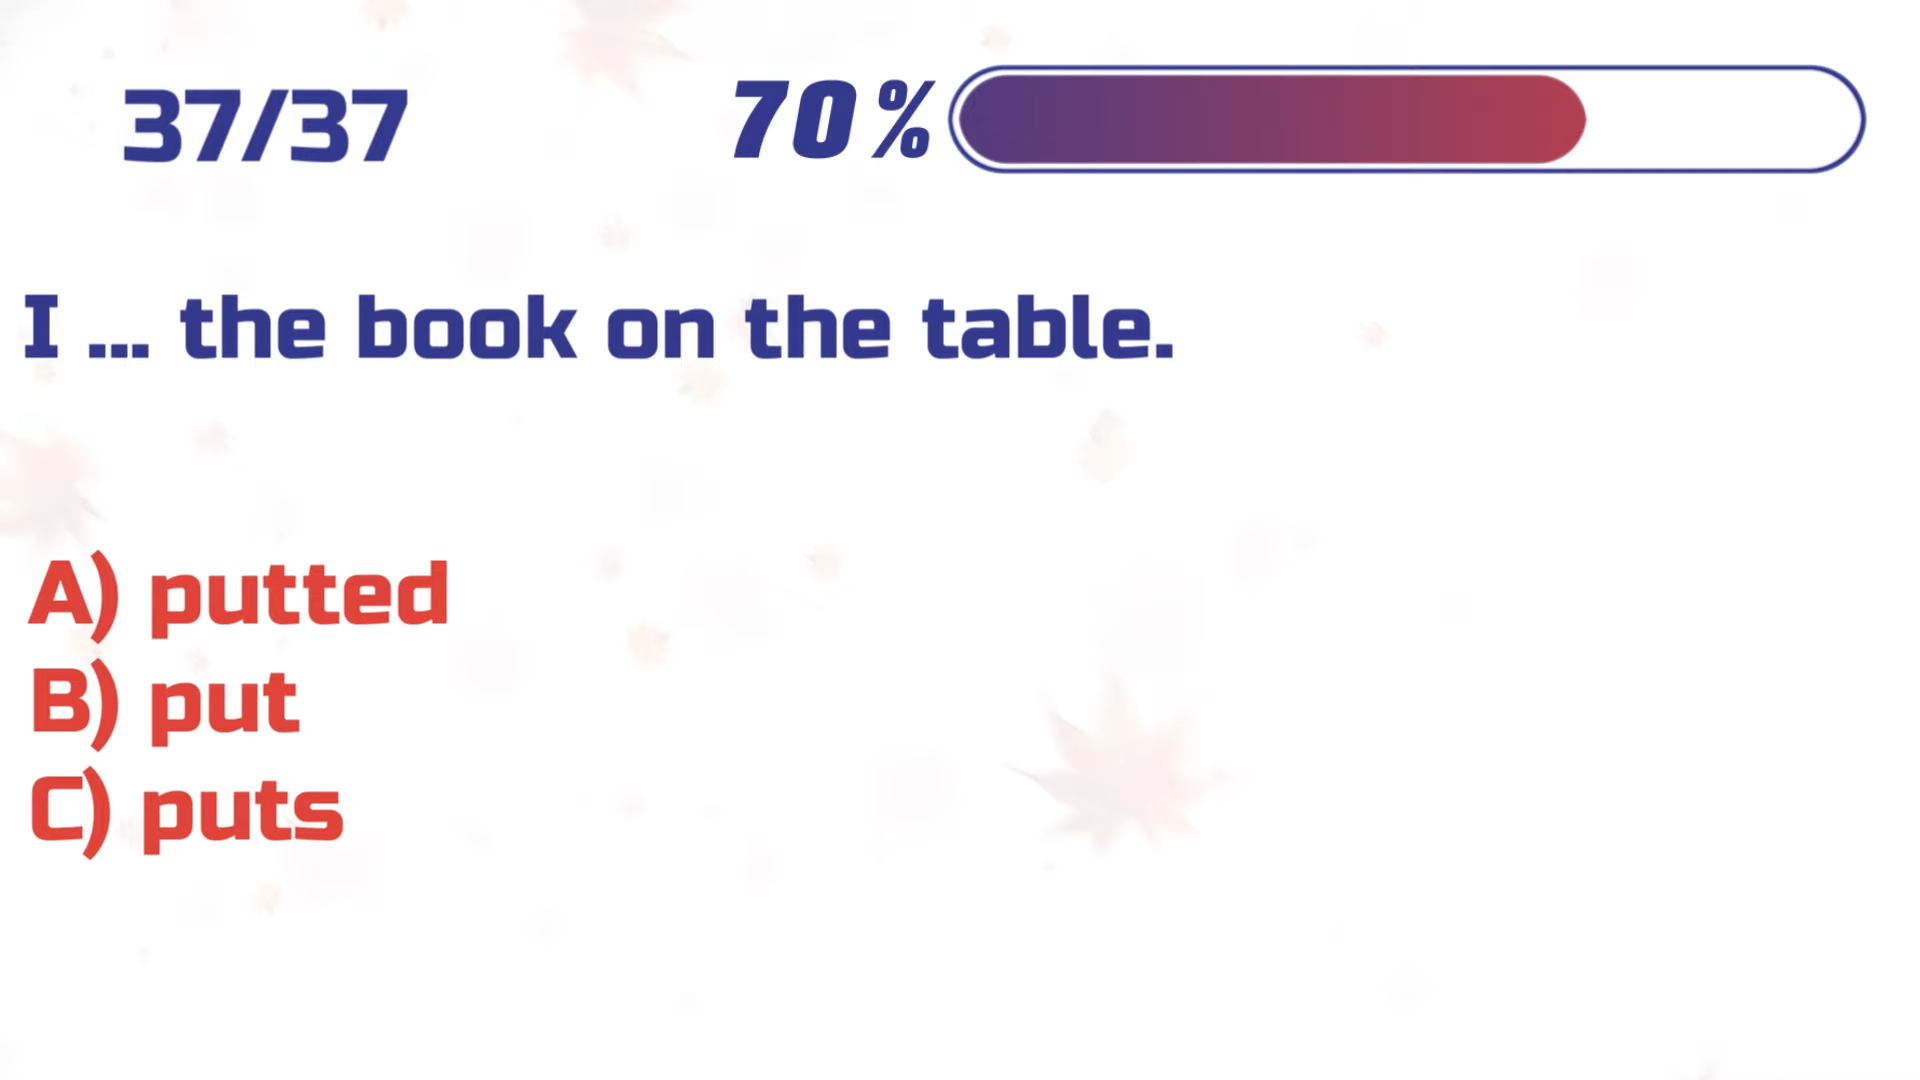 37/37
70%
I ... the book on the table.
A) putted
B) put
C) puts